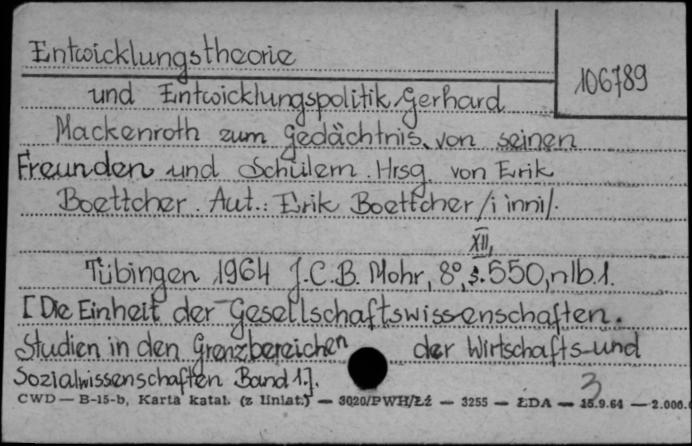 Entwicklungstheorie
106789
und Entwicklungspolitik. Gerhard
Mackenroth zum Gedächtnis von seinen
Freunden und Schülern. Hrsg. von Erik
Boettcher. Aut.: Erik Boettcher /i inni/.
XII,
Tübingen 1964 J.C.B. Mohr, 8°, s. 550, nlb. 1.
[Die Einheit der Gesellschaftswissenschaften.
Studien in den Grenzbereichen der Wirtschafts-und
Sozialwissenschaften Band 1.].
3
CWD — B-15-b, Karta katal. (z liniat.) — 3020/PWH/Łź — 3255 — ŁDA — 15.9.64 — 2.000.0